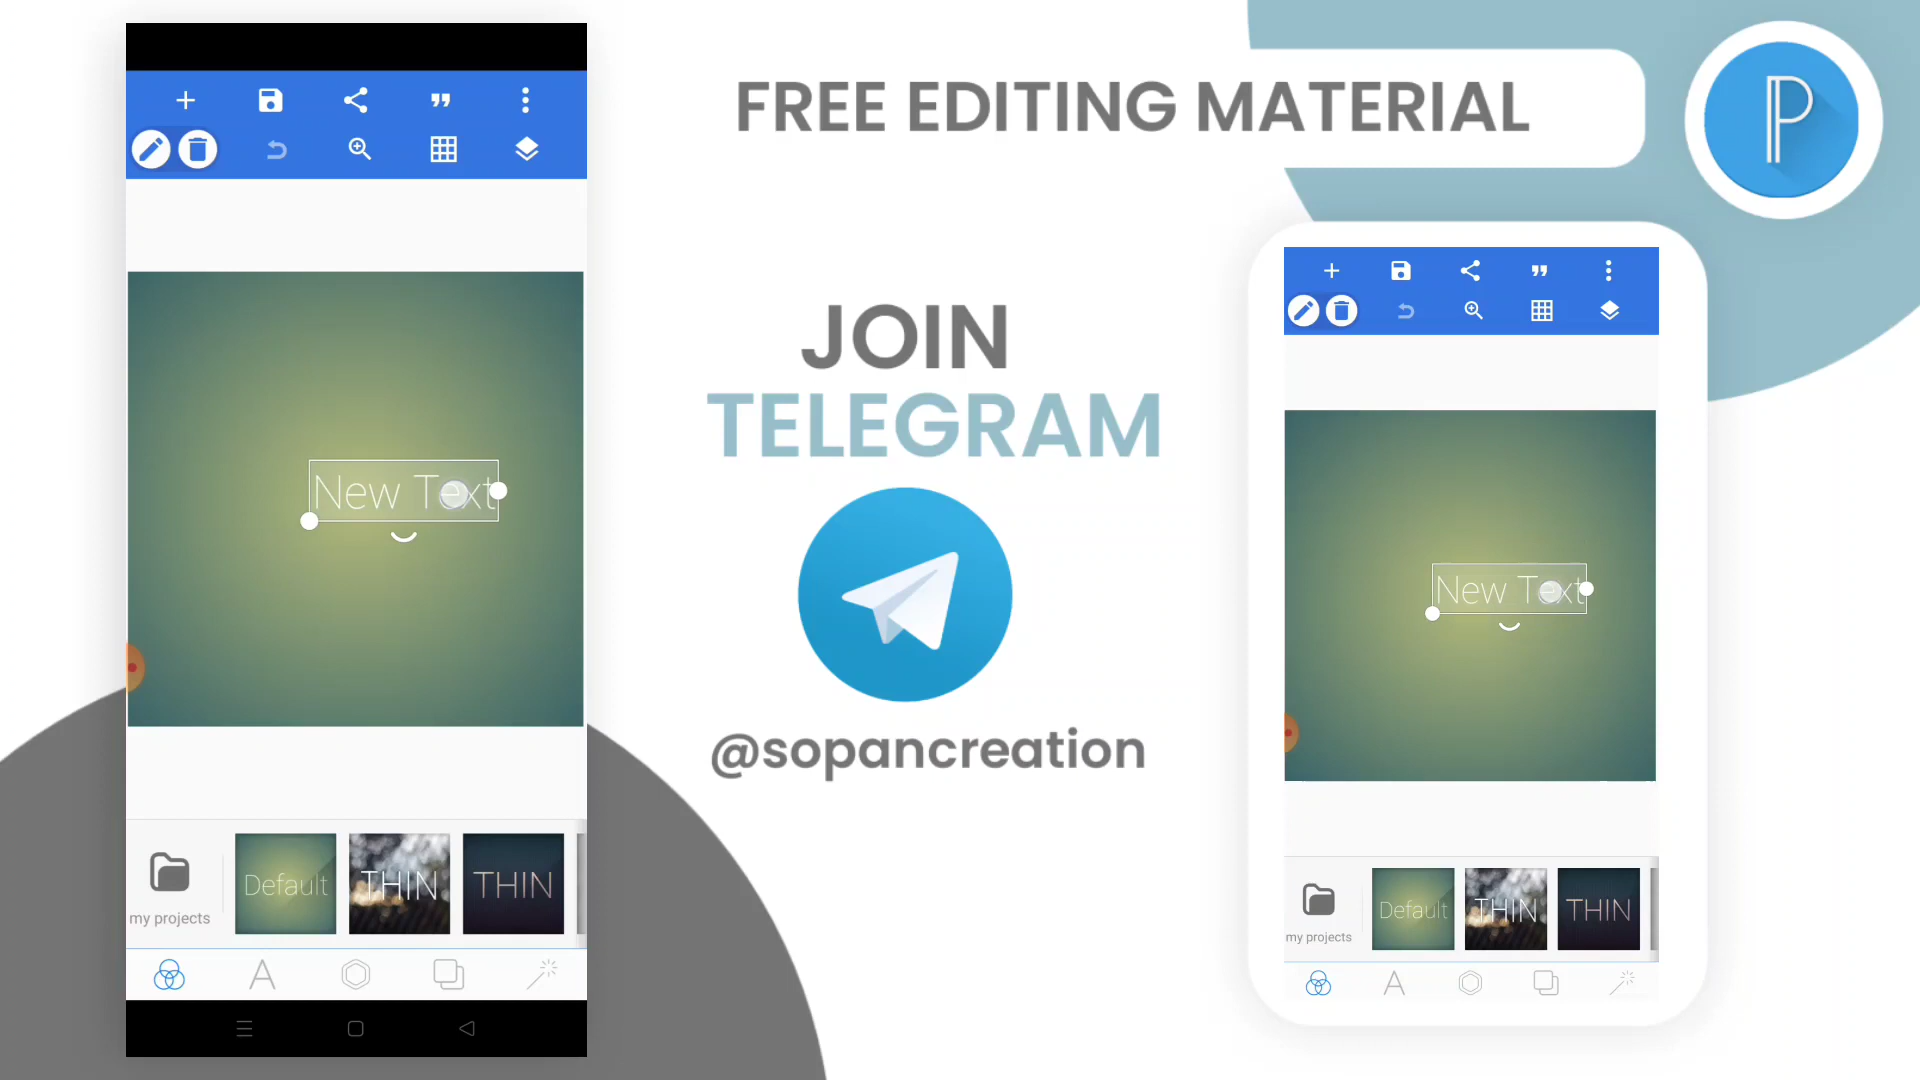 FREE EDITING MATERIAL
P
JOIN
TELEGRAM
@sopancreation
New Text
my projects
Default
THIN
THIN
New Text
my projects
Default
THIN
THIN